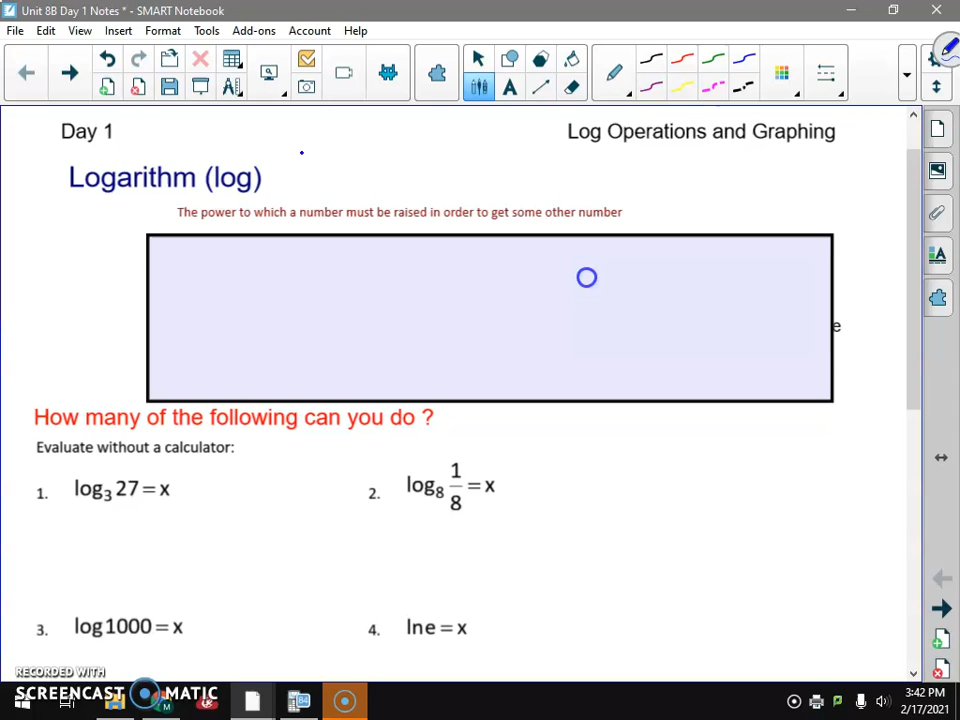 Unit 8B Day 1 Notes * - SMART Notebook
File Edit View Insert Format Tools Add-ons Account Help
Day 1
Log Operations and Graphing
Logarithm (log)
The power to which a number must be raised in order to get some other number
e
How many of the following can you do ?
Evaluate without a calculator:
1. log₃ 27 = x
2. log₈ 1/8 = x
3. log1000 = x
4. lne = x
RECORDED WITH
SCREENCAST MATIC
84
3:42 PM
2/17/2021